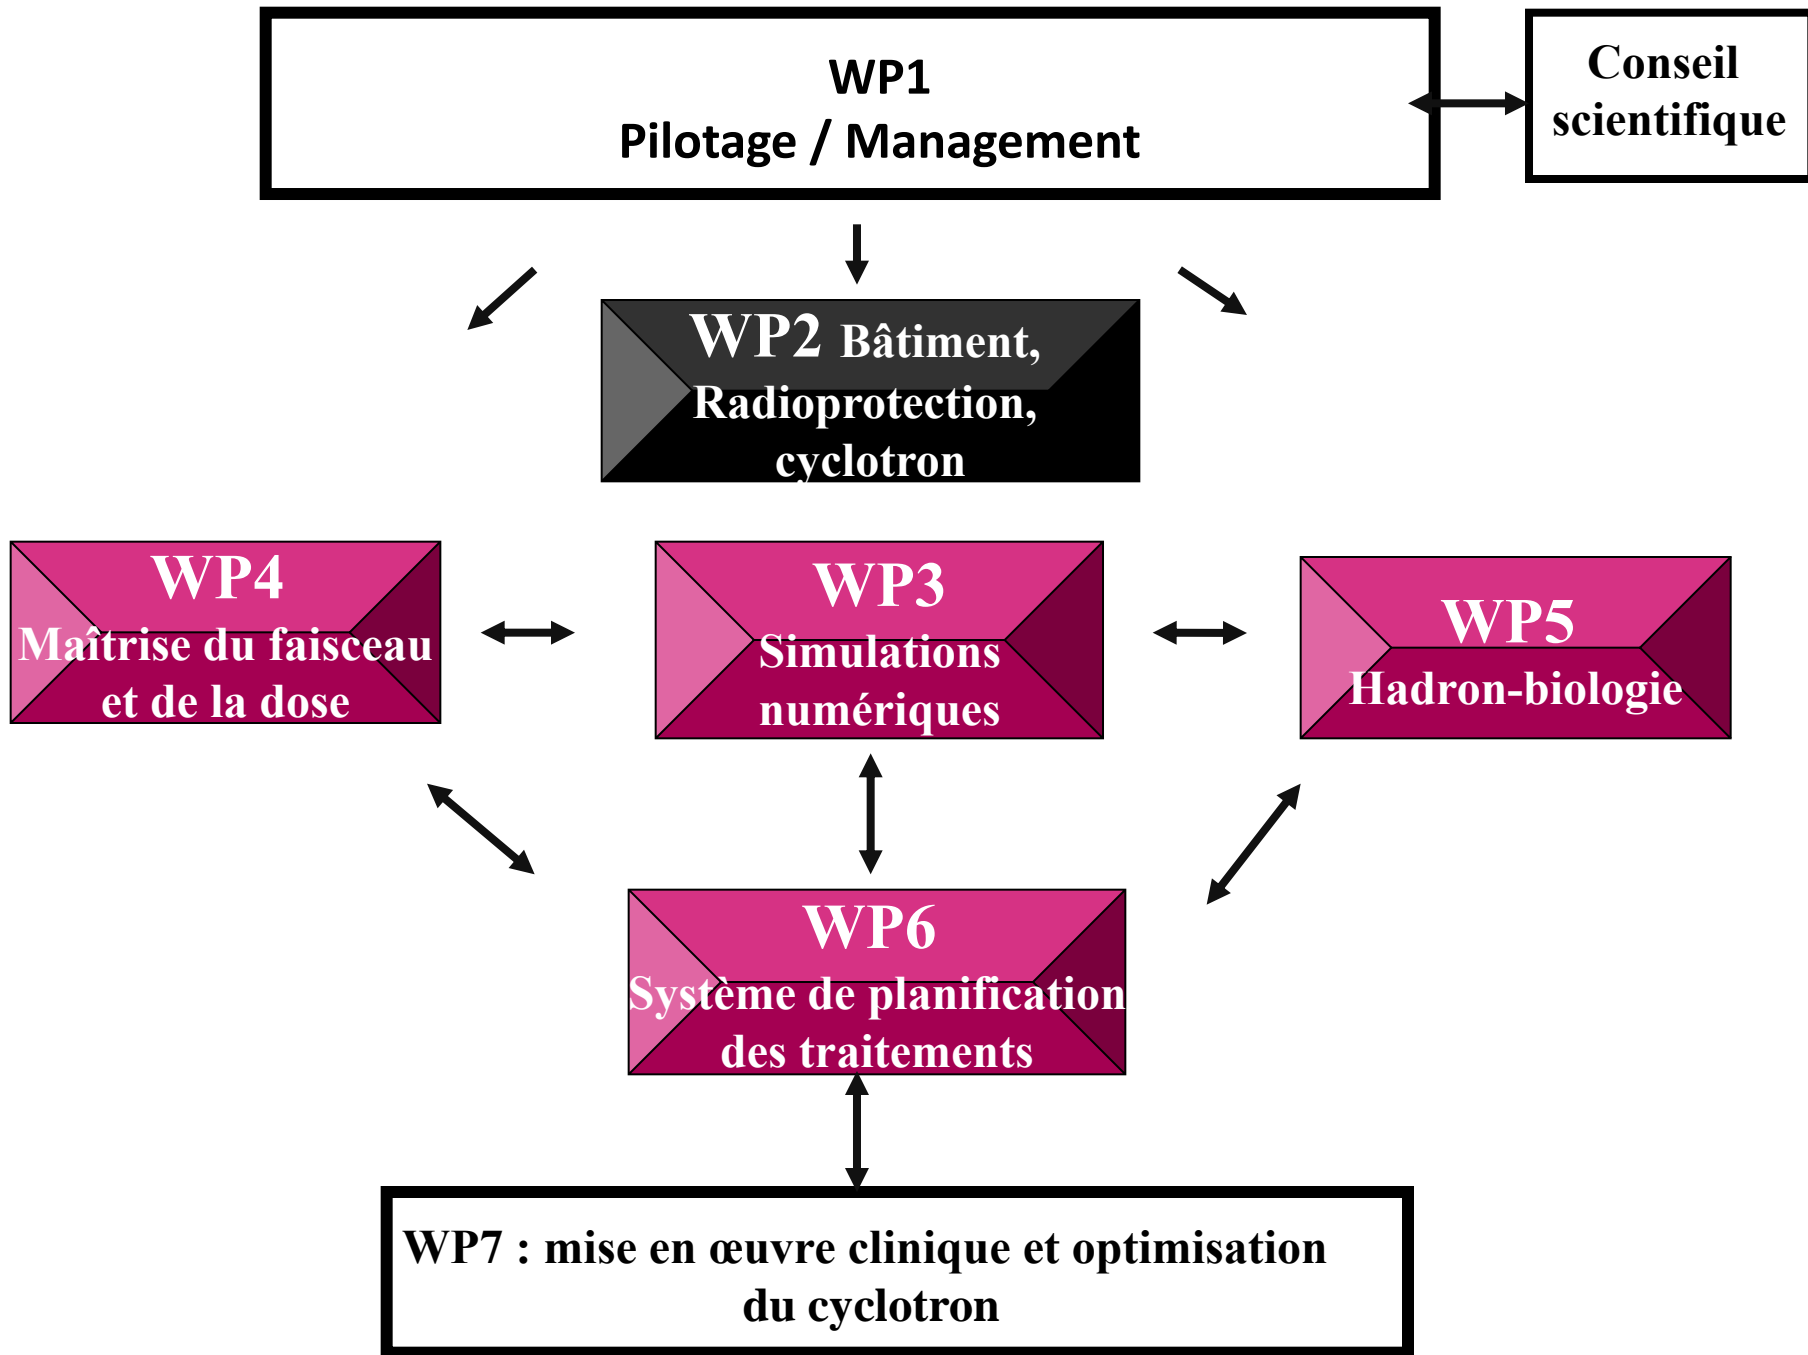 WP1
Pilotage / Management
Conseil
scientifique
WP2 Bâtiment,
Radioprotection,
cyclotron
WP4
Maîtrise du faisceau
et de la dose
WP3
Simulations
numériques
WP5
Hadron-biologie
WP6
Système de planification
des traitements
WP7 : mise en œuvre clinique et optimisation
du cyclotron